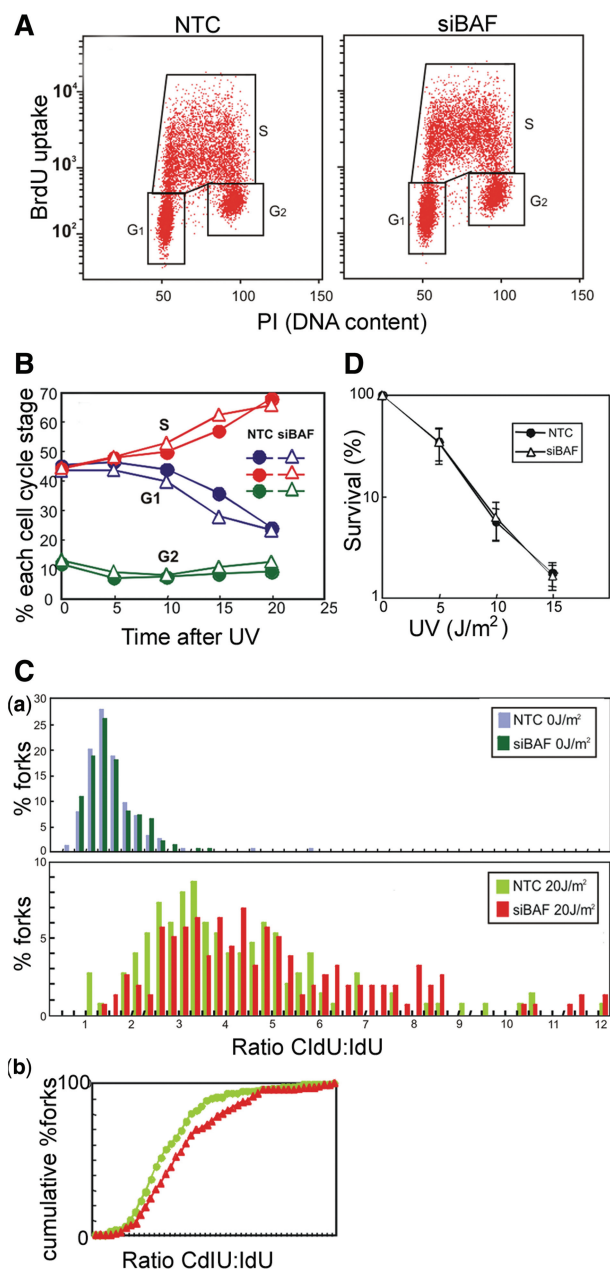 A
NTC
siBAF
BrdU uptake
10⁴
10³
10²
S
G1
G2
S
G1
G2
50 100 150
50 100 150
PI (DNA content)
B
% each cell cycle stage
70
60
50
40
30
20
10
0
S
G1
G2
NTC siBAF
0 5 10 15 20 25
Time after UV
D
Survival (%)
100
10
1
NTC
siBAF
0 5 10 15
UV (J/m²)
C
(a)
% forks
30
25
20
15
10
5
0
NTC 0J/m²
siBAF 0J/m²
% forks
10
5
0
NTC 20J/m²
siBAF 20J/m²
1 2 3 4 5 6 7 8 9 10 11 12
Ratio CldU:IdU
(b)
cumulative %forks
100
0
Ratio CdIU:IdU